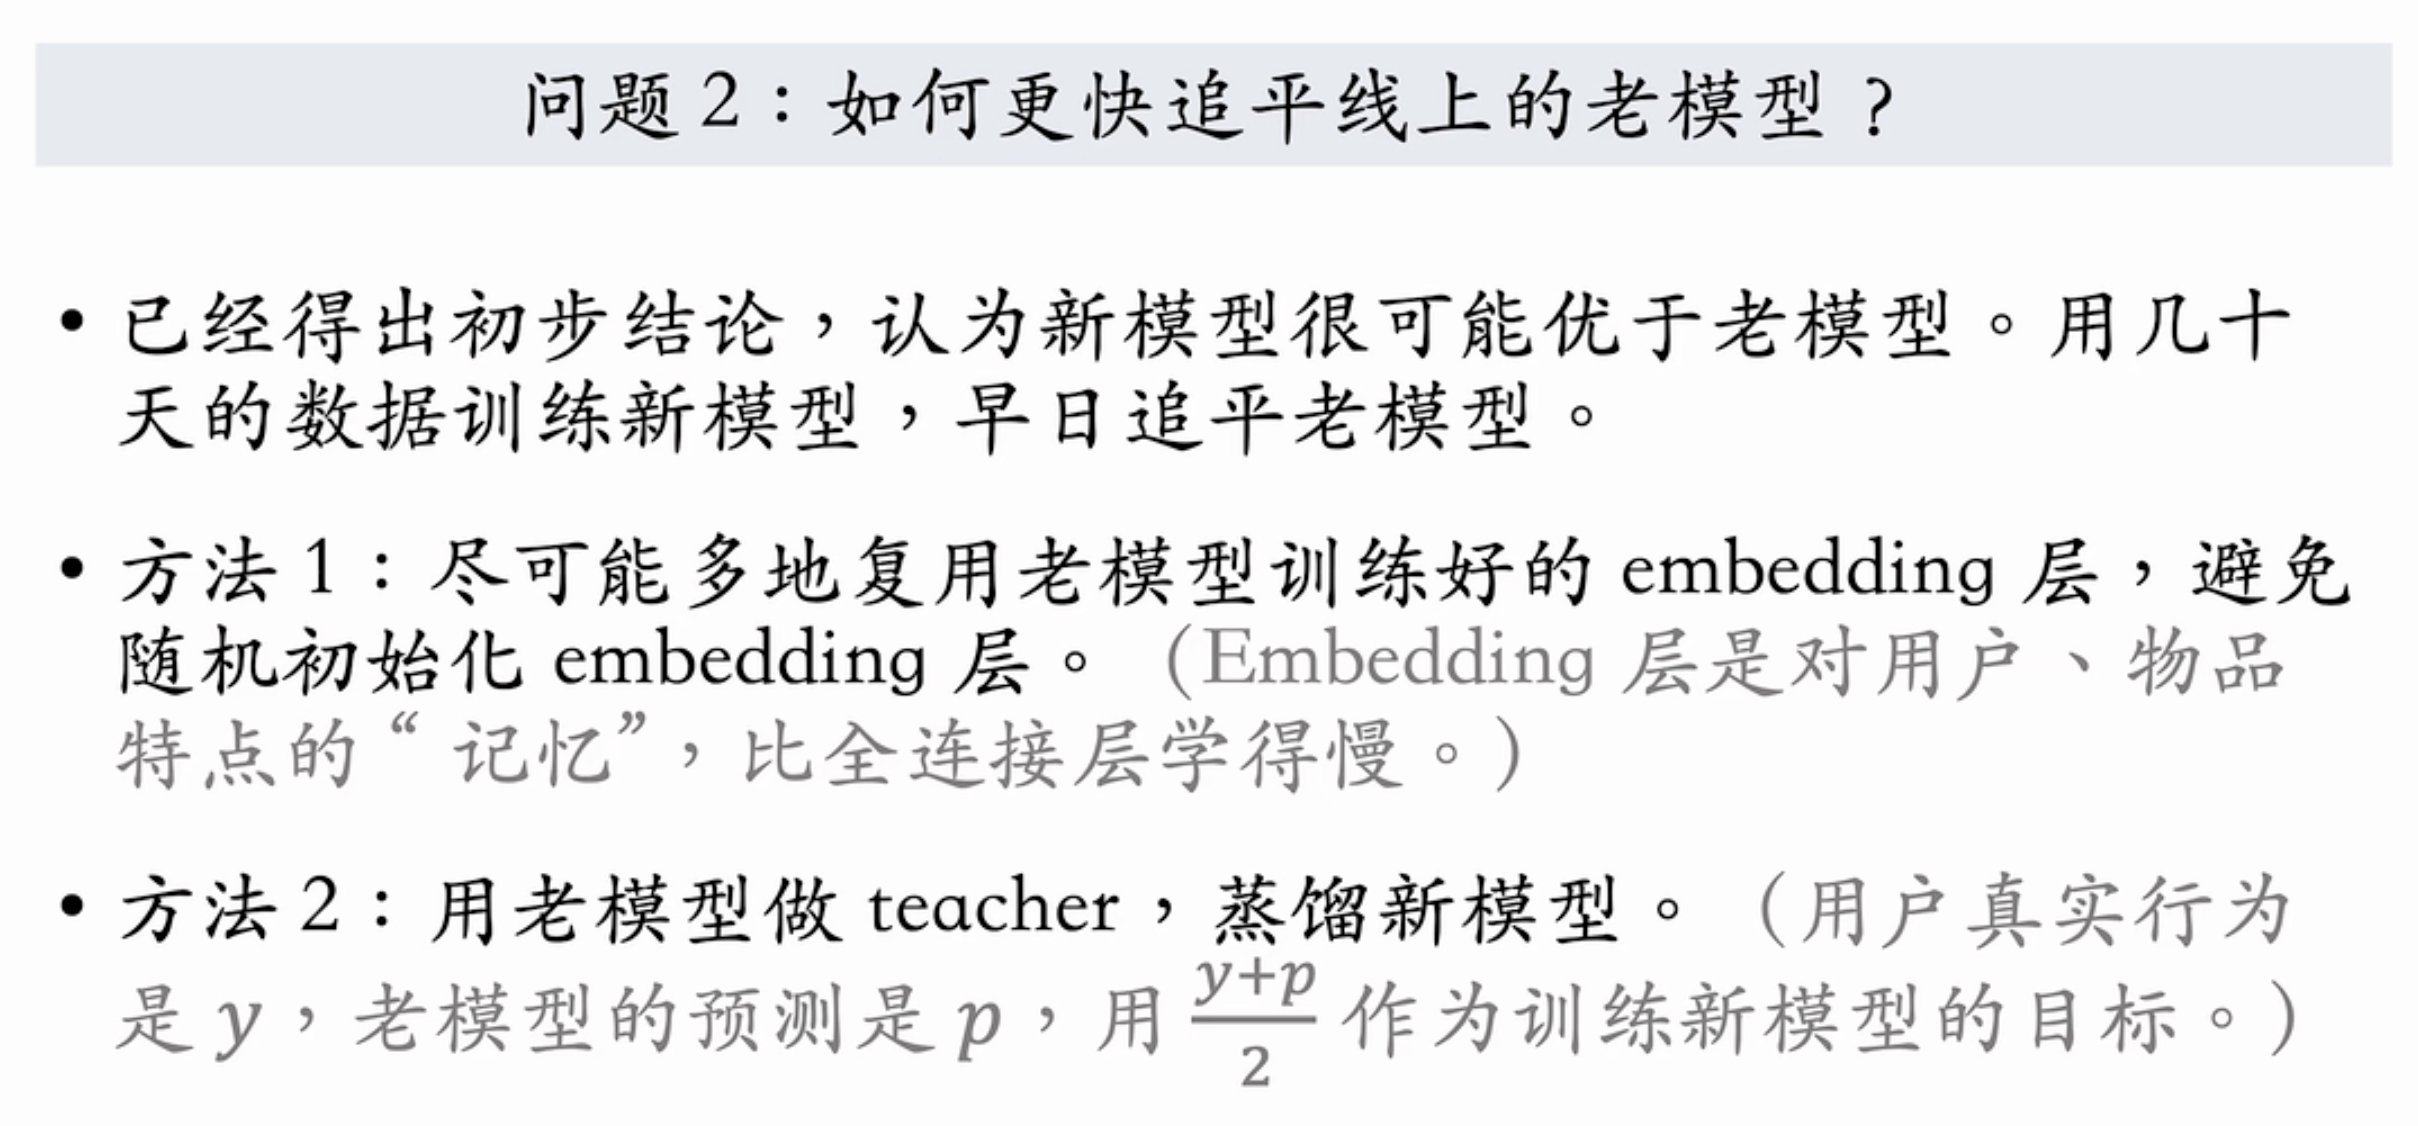 问题 2：如何更快追平线上的老模型？
• 已经得出初步结论，认为新模型很可能优于老模型。用几十
天的数据训练新模型，早日追平老模型。
• 方法 1：尽可能多地复用老模型训练好的 embedding 层，避免
随机初始化 embedding 层。（Embedding 层是对用户、物品
特点的“记忆”，比全连接层学得慢。）
• 方法 2：用老模型做 teacher，蒸馏新模型。（用户真实行为
是 y，老模型的预测是 p，用 \frac{y+p}{2} 作为训练新模型的目标。）